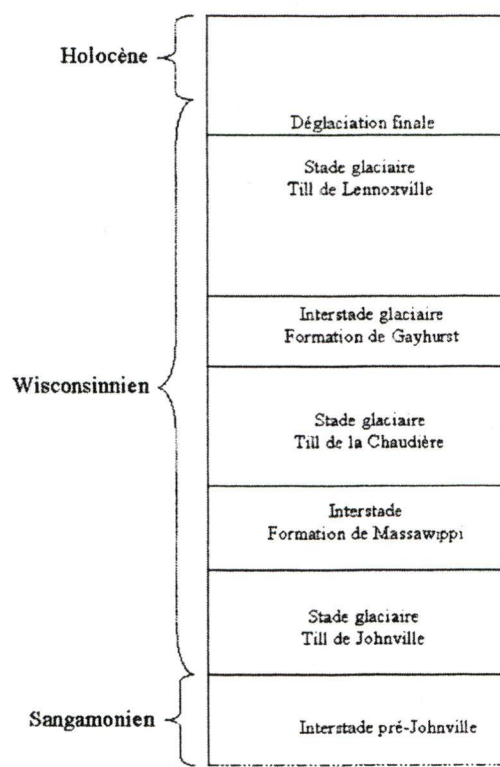 Holocène
Déglaciation finale
Stade glaciaire
Till de Lennoxville
Interstade glaciaire
Formation de Gayhurst
Wisconsinnien
Stade glaciaire
Till de la Chaudière
Interstade
Formation de Massawippi
Stade glaciaire
Till de Johnville
Sangamonien
Interstade pré-Johnville